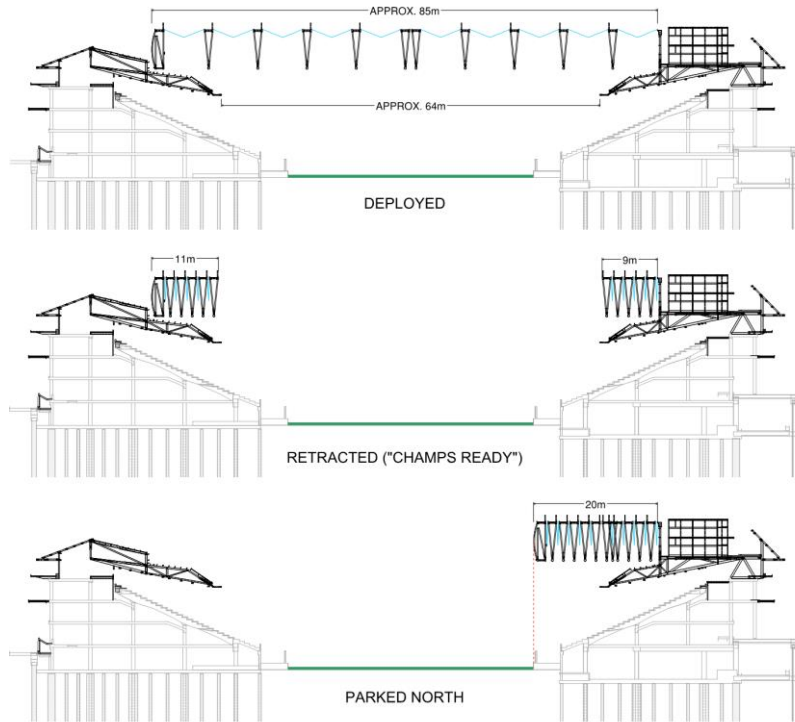 APPROX. 85m
APPROX. 64m
DEPLOYED
11m
9m
RETRACTED ("CHAMPS READY")
20m
PARKED NORTH